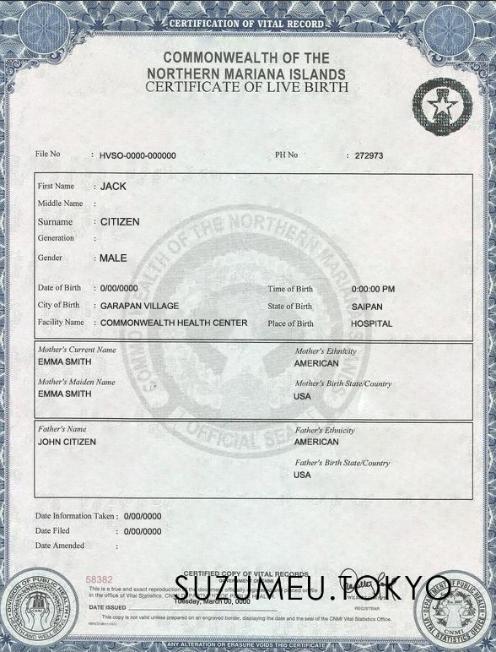 CERTIFICATION OF VITAL RECORD
COMMONWEALTH OF THE
NORTHERN MARIANA ISLANDS
CERTIFICATE OF LIVE BIRTH
File No : HVSO-0000-000000 PH No : 272973
First Name : JACK
Middle Name :
Surname : CITIZEN
Generation :
Gender : MALE
Date of Birth : 0/00/0000 Time of Birth 0:00:00 PM
City of Birth : GARAPAN VILLAGE State of Birth SAIPAN
Facility Name : COMMONWEALTH HEALTH CENTER Place of Birth HOSPITAL
Mother's Current Name Mother's Ethnicity
EMMA SMITH AMERICAN
Mother's Maiden Name Mother's Birth State/Country
EMMA SMITH USA
Father's Name Father's Ethnicity
JOHN CITIZEN AMERICAN
Father's Birth State/Country
USA
OFFICIAL SEAL
Date Information Taken : 0/00/0000
Date Filed : 0/00/0000
Date Amended :
58382
CERTIFIED COPY OF VITAL RECORDS
This is a true and exact reproduction
in the office of Vital Statistics,
SUZUMEU.TOKYO
Tuesday, March 00, 0000
DATE ISSUED
REGISTRAR
This copy is not valid unless prepared on an engraved border, displaying the date and the seal of the CNMI Vital Statistics Office.
ANY ALTERATION OR ERASURE VOIDS THIS CERTIFICATE